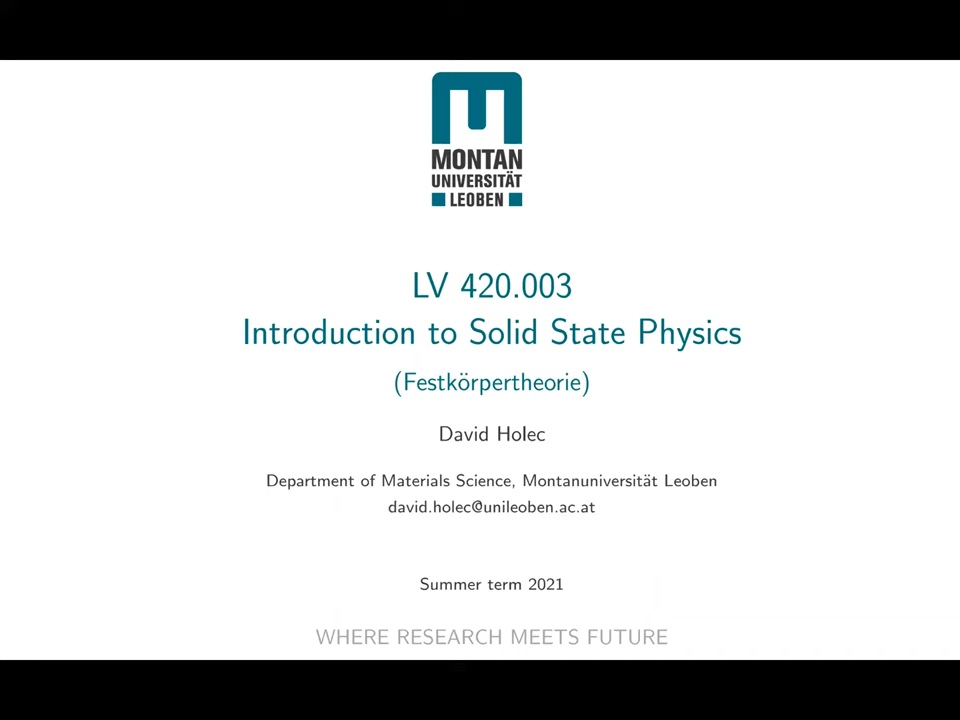 MONTAN
UNIVERSITÄT
LEOBEN
LV 420.003
Introduction to Solid State Physics
(Festkörpertheorie)
David Holec
Department of Materials Science, Montanuniversität Leoben
david.holec@unileoben.ac.at
Summer term 2021
WHERE RESEARCH MEETS FUTURE